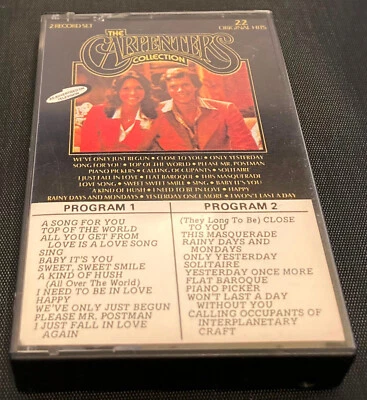 2 RECORD SET
22
ORIGINAL HITS
THE
CARPENTERS
COLLECTION
WE'VE ONLY JUST BEGUN • CLOSE TO YOU • ONLY YESTERDAY
SONG FOR YOU • TOP OF THE WORLD • PLEASE MR. POSTMAN
PIANO PICKERS • CALLING OCCUPANTS • SOLITAIRE
I JUST FALL IN LOVE • FLAT BAROQUE • THIS MASQUERADE
LOVE SONG • SWEET SWEET SMILE • SING • BABY IT'S YOU
A KIND OF HUSH • I NEED TO BE IN LOVE • HAPPY
RAINY DAYS AND MONDAYS • YESTERDAY ONCE MORE • I WON'T LAST A DAY
PROGRAM 1
A SONG FOR YOU
TOP OF THE WORLD
ALL YOU GET FROM
LOVE IS A LOVE SONG
SING
BABY IT'S YOU
SWEET, SWEET SMILE
A KIND OF HUSH
(All Over The World)
I NEED TO BE IN LOVE
HAPPY
WE'VE ONLY JUST BEGUN
PLEASE MR. POSTMAN
I JUST FALL IN LOVE
AGAIN
PROGRAM 2
(They Long To Be) CLOSE
TO YOU
THIS MASQUERADE
RAINY DAYS AND
MONDAYS
ONLY YESTERDAY
SOLITAIRE
YESTERDAY ONCE MORE
FLAT BAROQUE
PIANO PICKER
WON'T LAST A DAY
WITHOUT YOU
CALLING OCCUPANTS OF
INTERPLANETARY
CRAFT